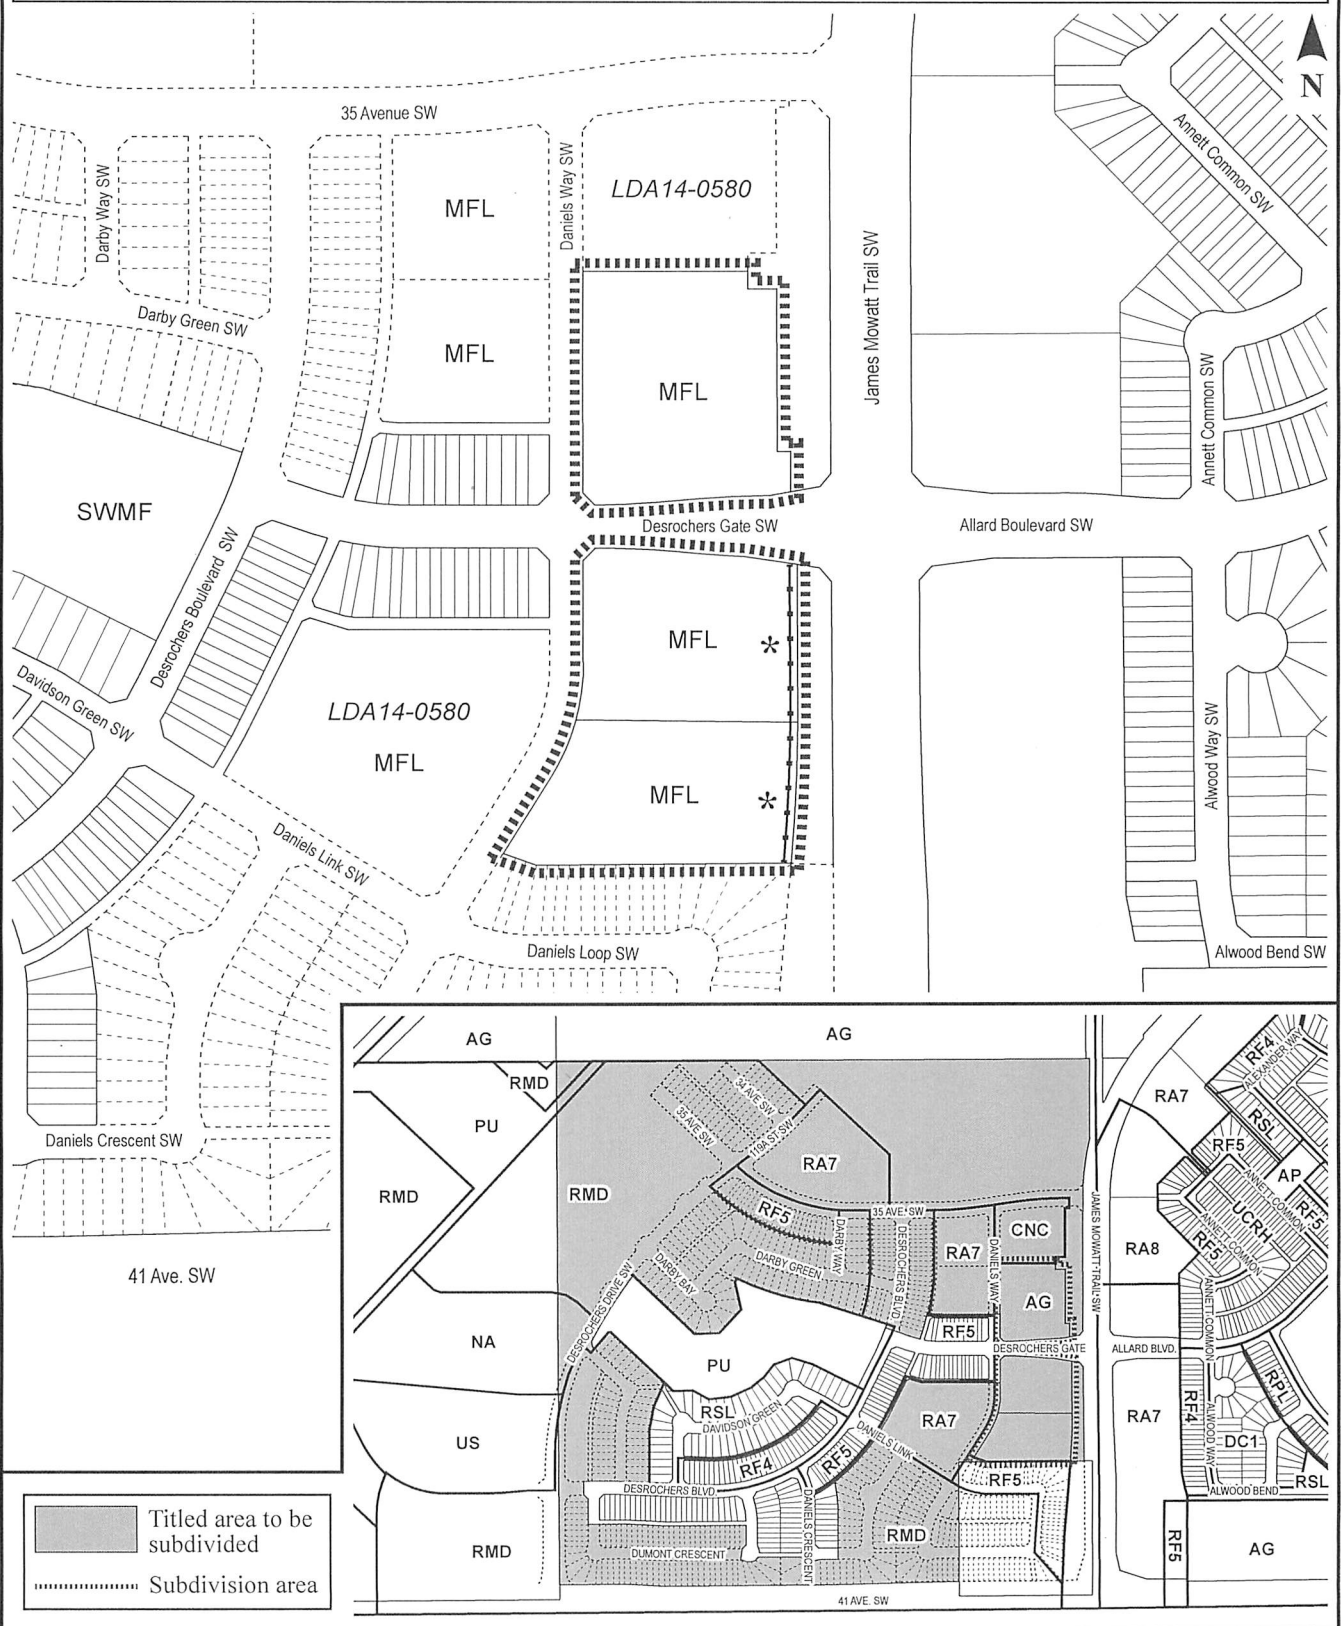 N
35 Avenue SW
Annett Common SW
Darby Way SW
MFL
Daniels Way SW
LDA14-0580
James Mowatt Trail SW
Darby Green SW
MFL
MFL
Annett Common SW
SWMF
Desrochers Gate SW
Allard Boulevard SW
Desrochers Boulevard SW
MFL
*
Davidson Green SW
LDA14-0580
MFL
Alwood Way SW
MFL
*
Daniels Link SW
Daniels Loop SW
Alwood Bend SW
Daniels Crescent SW
41 Ave. SW
AG
AG
RMD
PU
RMD
RMD
34 AVE SW
35 AVE SW
119A ST. SW
RA7
RF5
35 AVE. SW
DARBY WAY
DESROCHERS BLVD
RA7
DANIELS WAY
CNC
DARBY GREEN
DARBY BAY
DESROCHERS DRIVE SW
AG
JAMES MOWATT TRAIL SW
RF4
ALEXANDER WAY
RA7
RSL
RF5
AP
ANNETT COMMON
RF5
UCRH
ANNETT COMMON
RF5
RA8
ANNETT COMMON
NA
RF5
DESROCHERS GATE
ALLARD BLVD.
PU
RSL
DAVIDSON GREEN
RA7
RA7
RF4
ALWOOD WAY
RPL
DC1
US
RF4
RF5
DANIELS LINK
RF5
RSL
DESROCHERS BLVD
ALWOOD BEND
DANIELS CRESCENT
RMD
RMD
DUMONT CRESCENT
RF5
AG
41 AVE. SW
Titled area to be
subdivided
Subdivision area